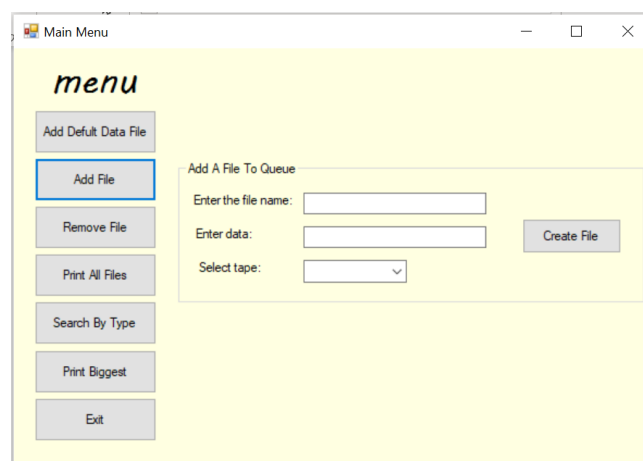 Main Menu
menu
Add Defult Data File
Add File
Remove File
Print All Files
Search By Type
Print Biggest
Exit
Add A File To Queue
Enter the file name:
Enter data:
Select tape:
Create File